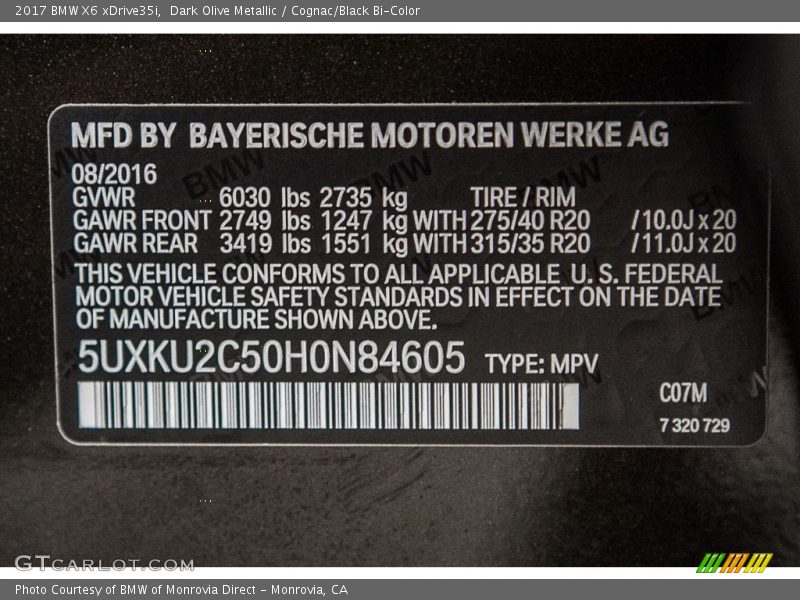 2017 BMW X6 xDrive35i, Dark Olive Metallic / Cognac/Black Bi-Color
MFD BY BAYERISCHE MOTOREN WERKE AG
08/2016
GVWR 6030 lbs 2735 kg TIRE / RIM
GAWR FRONT 2749 lbs 1247 kg WITH 275/40 R20 /10.0J x 20
GAWR REAR 3419 lbs 1551 kg WITH 315/35 R20 /11.0J x 20
THIS VEHICLE CONFORMS TO ALL APPLICABLE U. S. FEDERAL
MOTOR VEHICLE SAFETY STANDARDS IN EFFECT ON THE DATE
OF MANUFACTURE SHOWN ABOVE.
5UXKU2C50H0N84605 TYPE: MPV
C07M
7 320 729
GTCARLOT.COM
Photo Courtesy of BMW of Monrovia Direct - Monrovia, CA